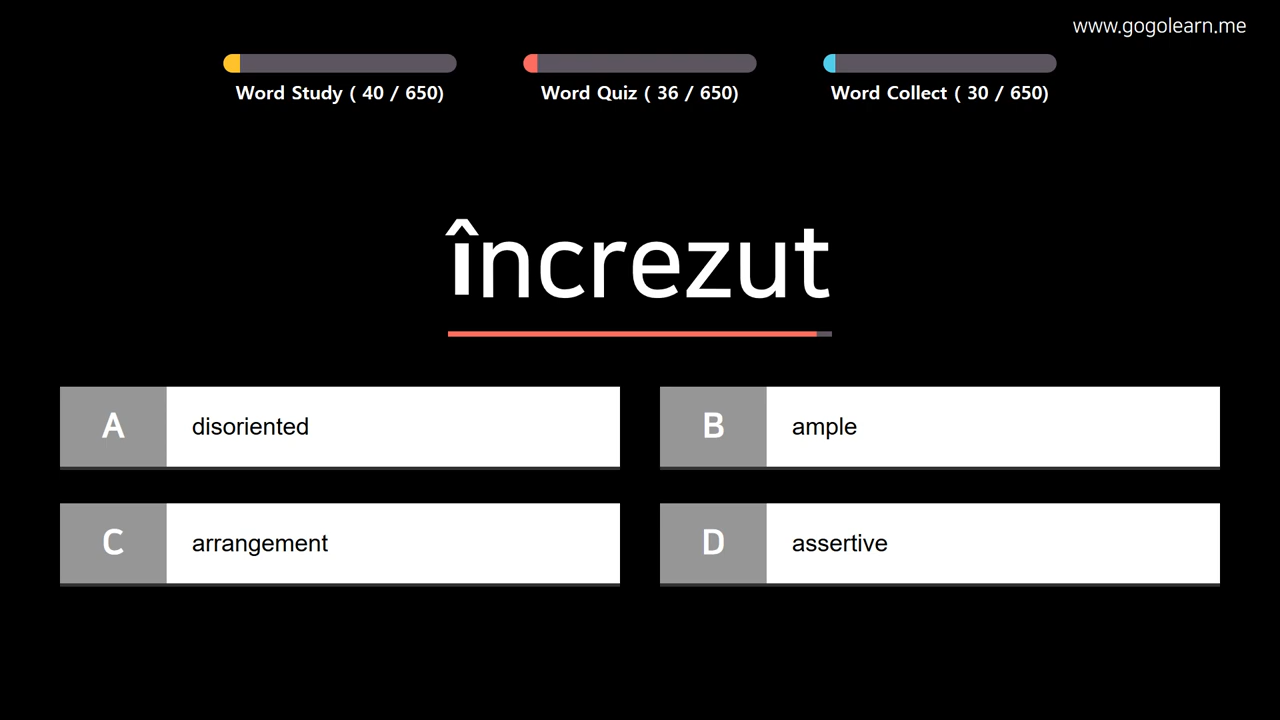 www.gogolearn.me
Word Study ( 40 / 650)
Word Quiz ( 36 / 650)
Word Collect ( 30 / 650)
încrezut
A disoriented
B ample
C arrangement
D assertive